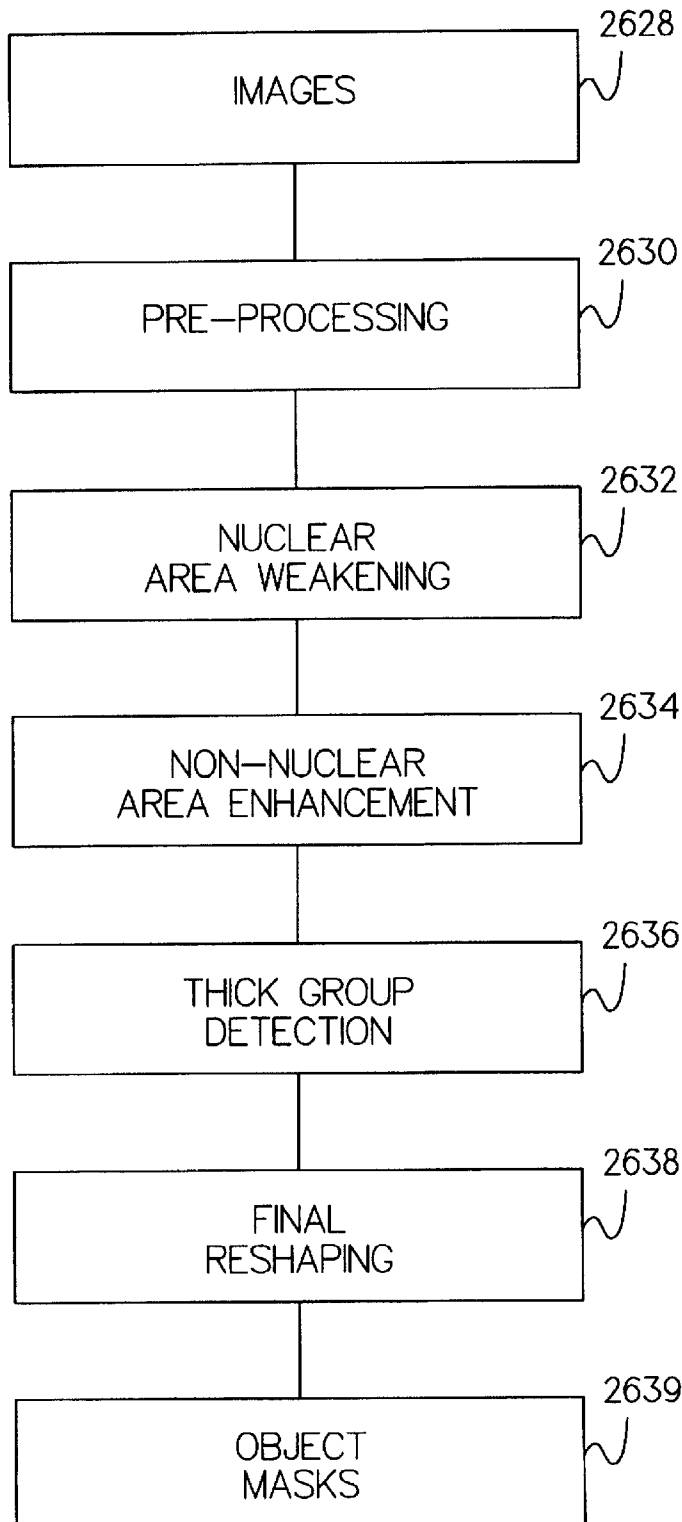 2628
IMAGES
2630
PRE-PROCESSING
2632
NUCLEAR
AREA WEAKENING
2634
NON-NUCLEAR
AREA ENHANCEMENT
2636
THICK GROUP
DETECTION
2638
FINAL
RESHAPING
2639
OBJECT
MASKS